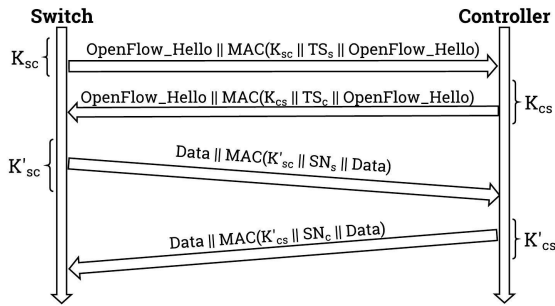 Switch Controller
K_sc OpenFlow_Hello || MAC(K_sc || TS_s || OpenFlow_Hello)
OpenFlow_Hello || MAC(K_cs || TS_c || OpenFlow_Hello) K_cs
K'_sc Data || MAC(K'_sc || SN_s || Data)
Data || MAC(K'_cs || SN_c || Data) K'_cs